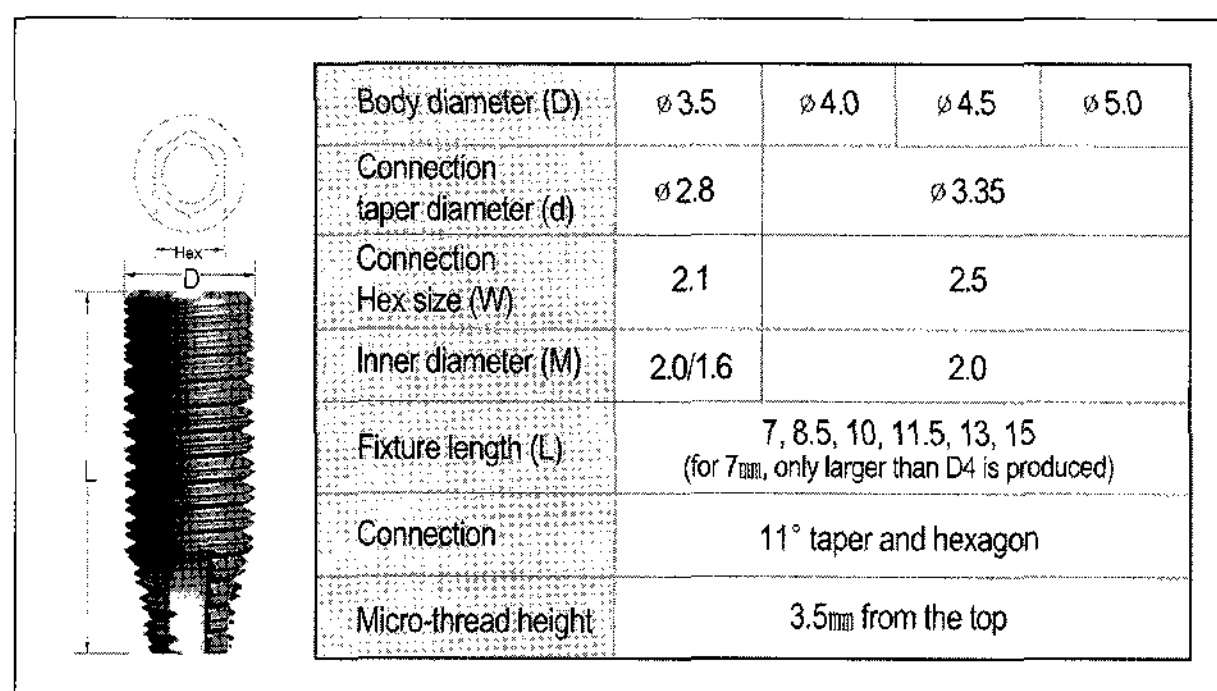 Hex
D
L
Body diameter (D) ø3.5 ø4.0 ø4.5 ø5.0
Connection
taper diameter (d) ø2.8 ø3.35
Connection
Hex size (W) 2.1 2.5
Inner diameter (M) 2.0/1.6 2.0
Fixture length (L) 7, 8.5, 10, 11.5, 13, 15
(for 7㎜, only larger than D4 is produced)
Connection 11° taper and hexagon
Micro-thread height 3.5㎜ from the top